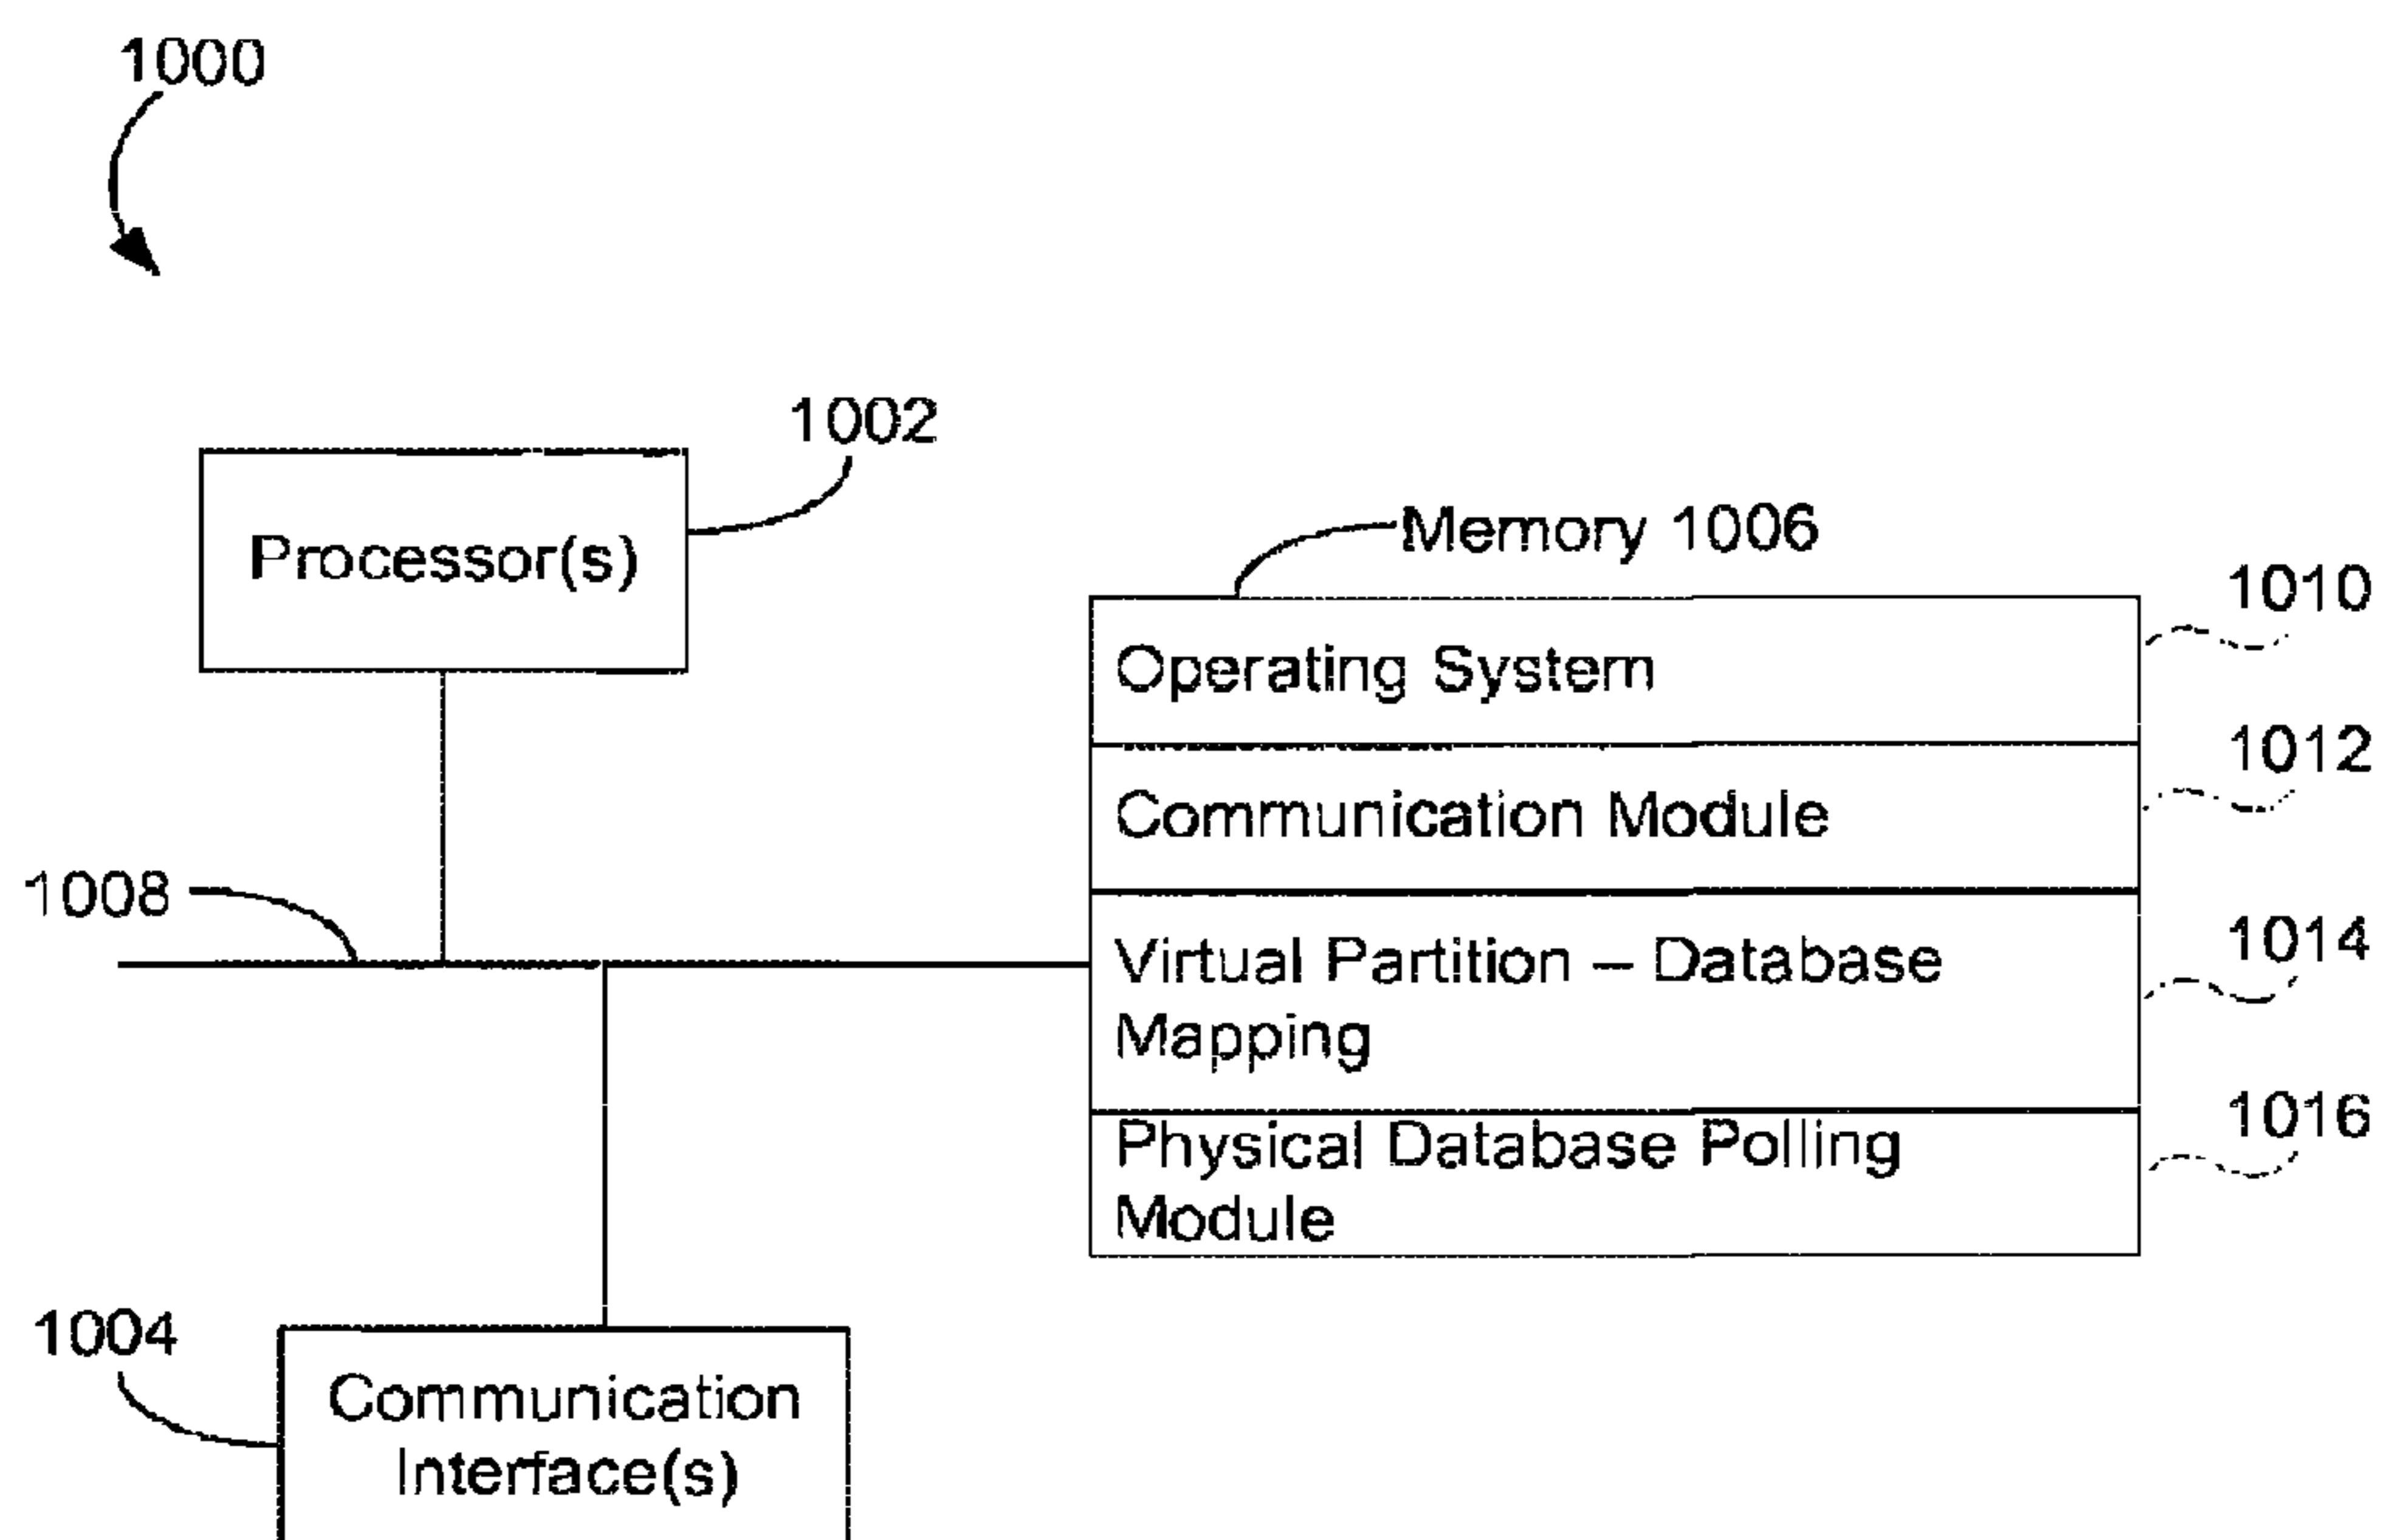 1000
1002
Processor(s)
Memory 1006
1010
Operating System
1012
Communication Module
1008
1014
Virtual Partition – Database
Mapping
1016
Physical Database Polling
Module
1004
Communication
Interface(s)